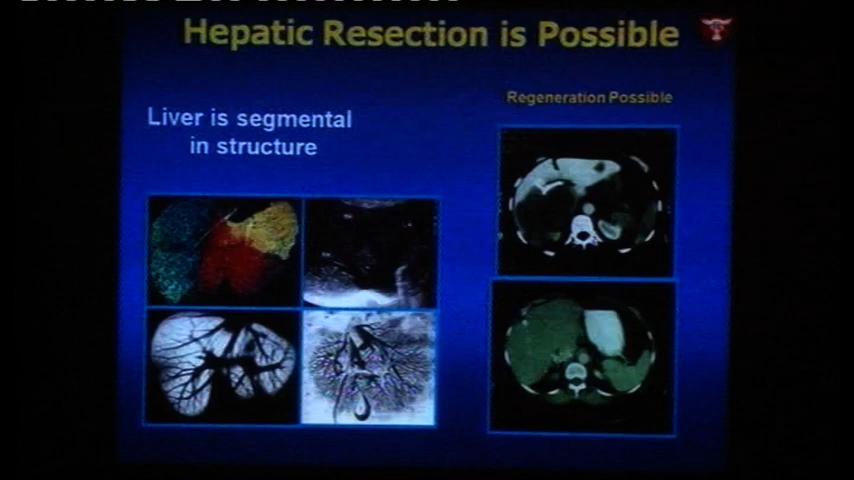 Hepatic Resection is Possible
Regeneration Possible
Liver is segmental
in structure